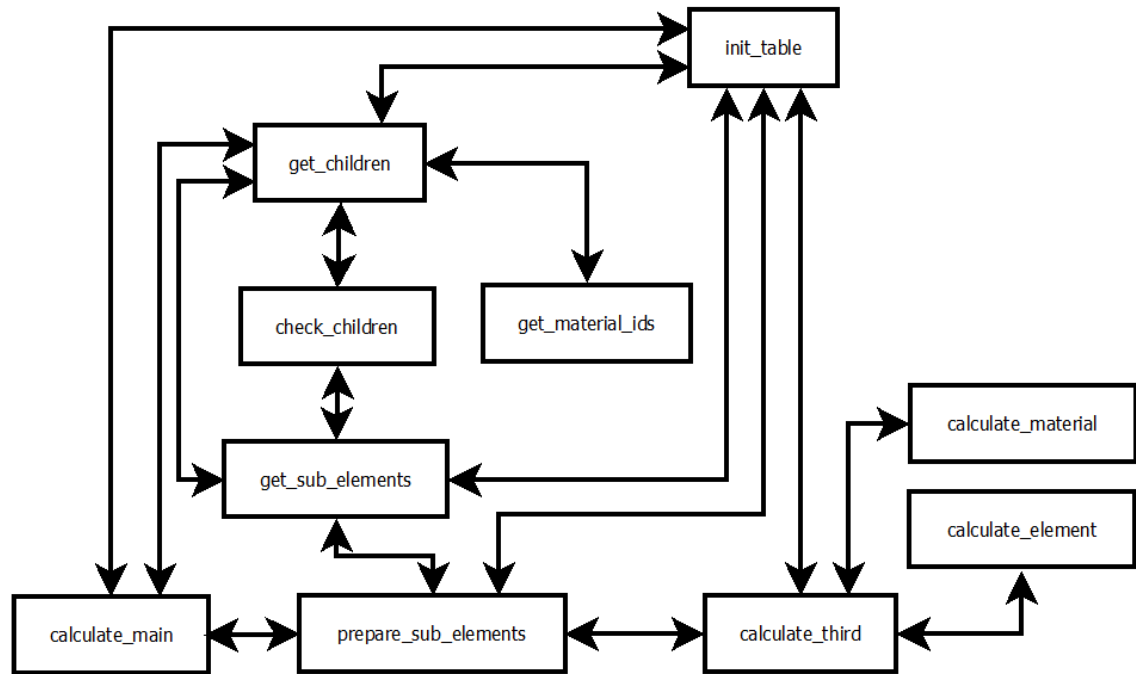 init_table
get_children
check_children
get_material_ids
calculate_material
get_sub_elements
calculate_element
calculate_main
prepare_sub_elements
calculate_third